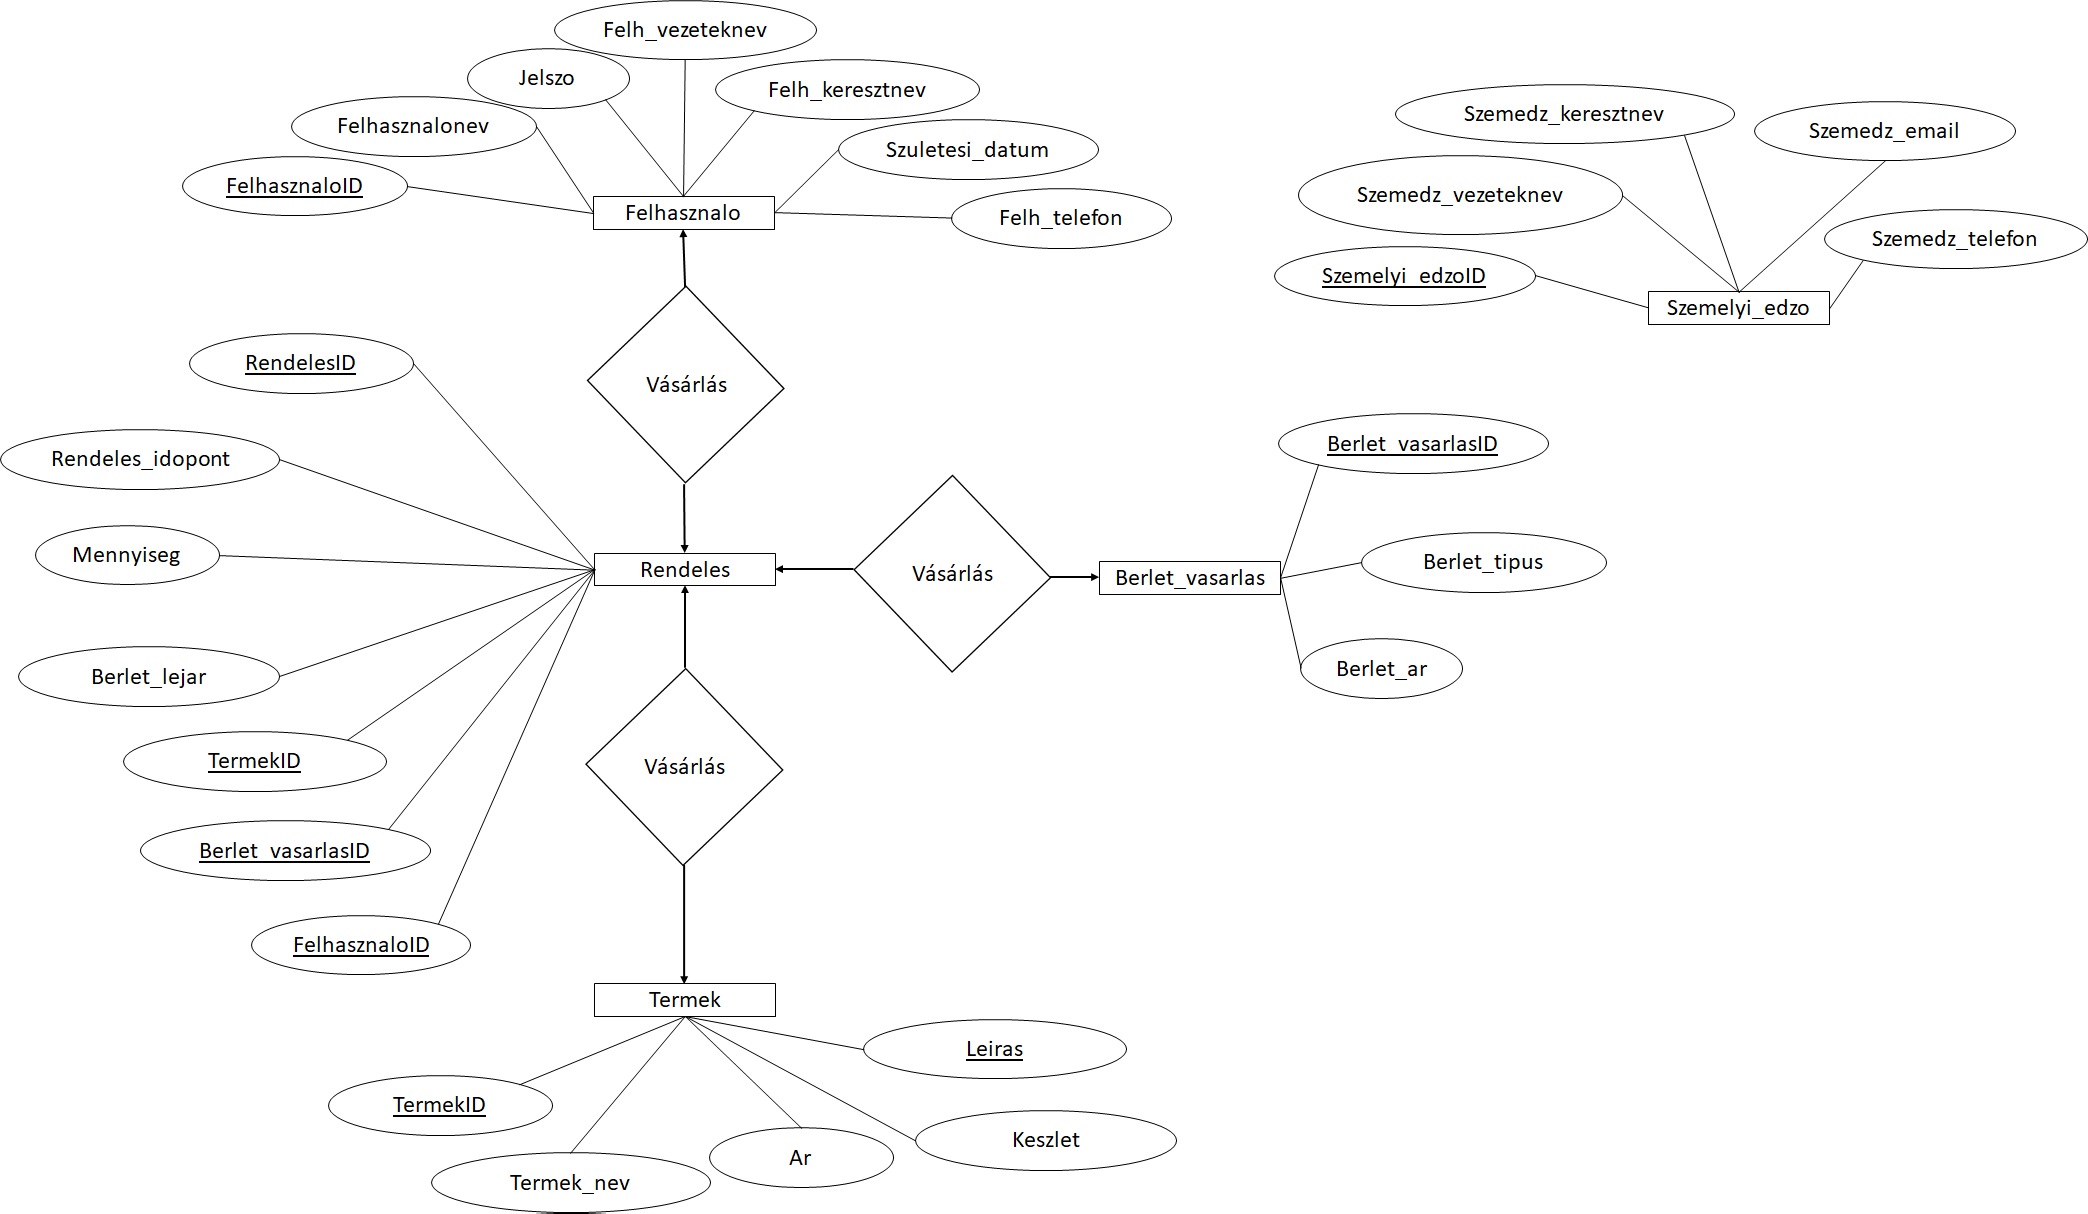 Felh_vezeteknev
Jelszo
Felh_keresztnev
Felhasznalonev
Szuletesi_datum
FelhasznaloID
Felhasznalo
Felh_telefon
Szemedz_keresztnev
Szemedz_email
Szemedz_vezeteknev
Szemedz_telefon
Szemelyi_edzoID
Szemelyi_edzo
Vásárlás
RendelesID
Rendeles_idopont
Mennyiseg
Rendeles
Vásárlás
Berlet_vasarlas
Berlet_vasarlasID
Berlet_tipus
Berlet_ar
Berlet_lejar
TermekID
Vásárlás
Berlet_vasarlasID
FelhasznaloID
Termek
Leiras
TermekID
Keszlet
Ar
Termek_nev